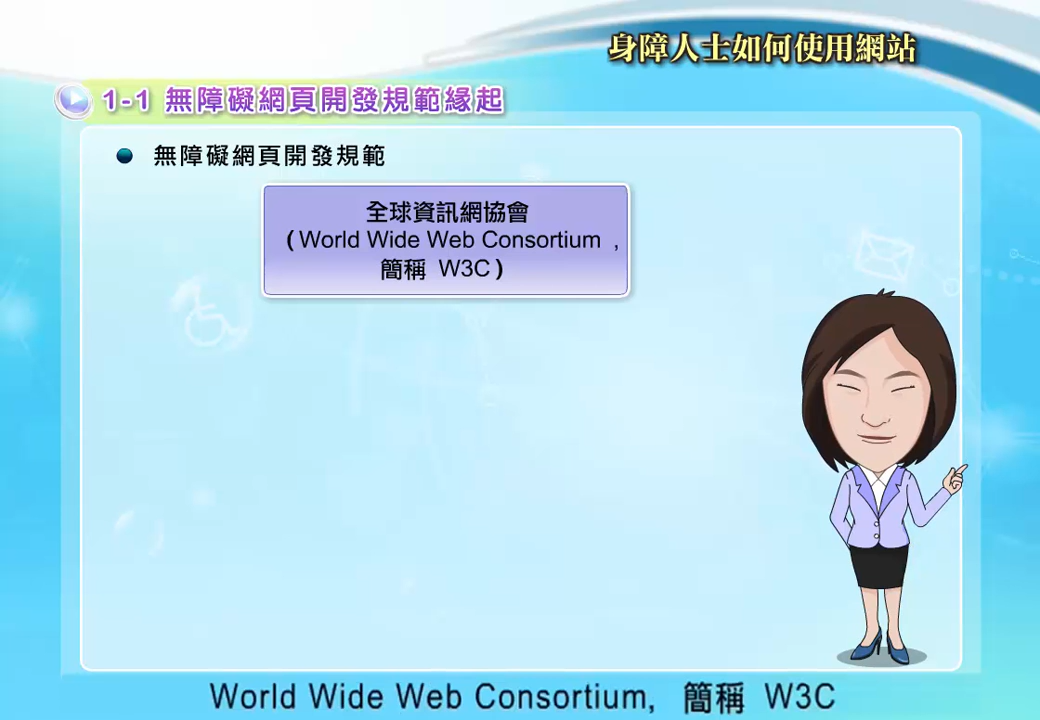 身障人士如何使用網站
1-1 無障礙網頁開發規範緣起
無障礙網頁開發規範
全球資訊網協會
(World Wide Web Consortium ,
簡稱 W3C)
World Wide Web Consortium, 簡稱 W3C